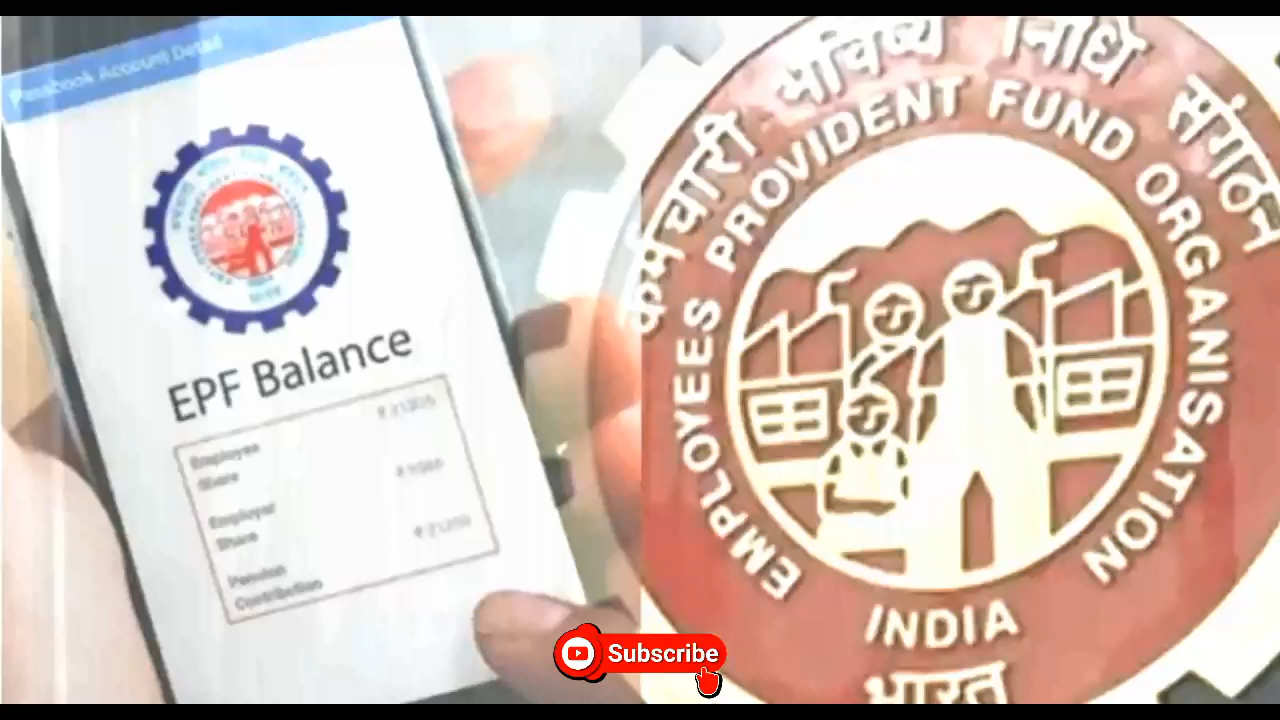 Passbook Account Detail
EPF Balance
Employee
Share
Employer
Share
Pension
Contribution
कर्मचारी भविष्य निधि संगठन
EMPLOYEES PROVIDENT FUND ORGANISATION
INDIA
भारत
Subscribe